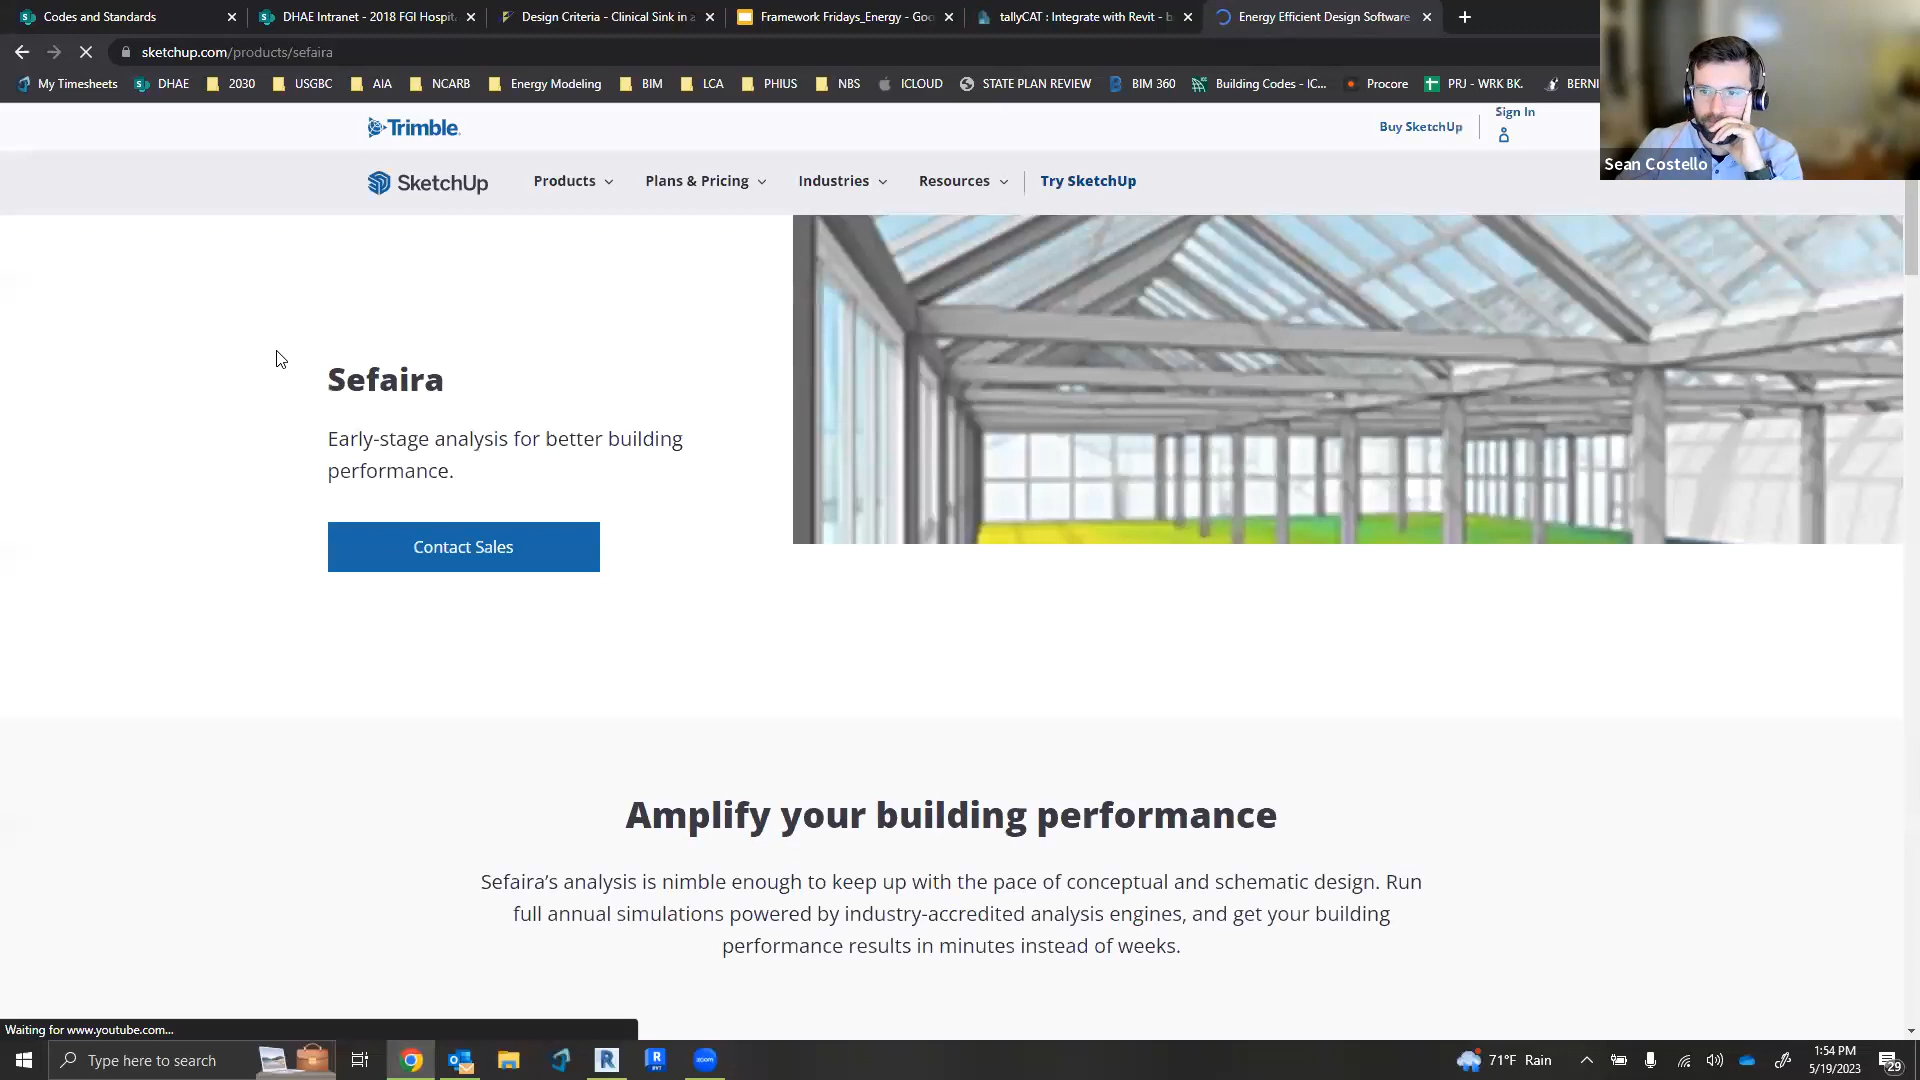 Codes and Standards
DHAE Intranet - 2018 FGI Hospit
Design Criteria - Clinical Sink in a
Framework Fridays_Energy - Goo
tallyCAT : Integrate with Revit - b
Energy Efficient Design Software
sketchup.com/products/sefaira
My Timesheets
DHAE
2030
USGBC
AIA
NCARB
Energy Modeling
BIM
LCA
PHIUS
NBS
ICLOUD
STATE PLAN REVIEW
BIM 360
Building Codes - IC...
Procore
PRJ - WRK BK.
BERNI
Trimble
Buy SketchUp
Sign In
Sean Costello
SketchUp
Products
Plans & Pricing
Industries
Resources
Try SketchUp
Sefaira
Early-stage analysis for better building
performance.
Contact Sales
Amplify your building performance
Sefaira's analysis is nimble enough to keep up with the pace of conceptual and schematic design. Run
full annual simulations powered by industry-accredited analysis engines, and get your building
performance results in minutes instead of weeks.
Waiting for www.youtube.com...
Type here to search
71°F Rain
1:54 PM
5/19/2023
29